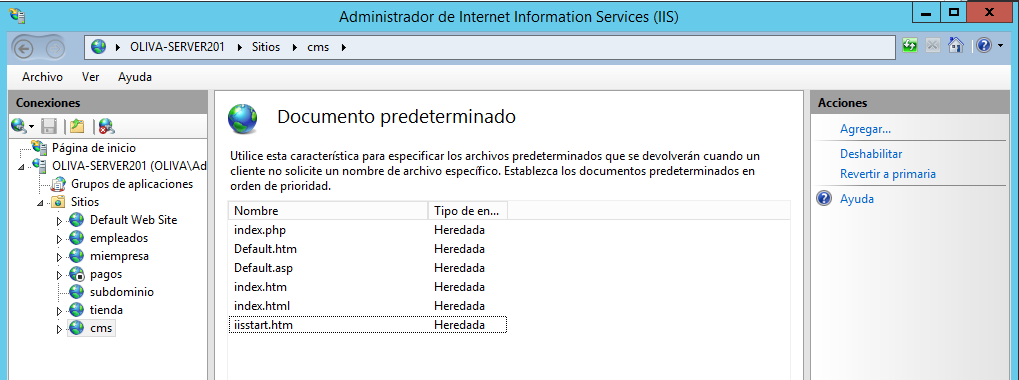 Administrador de Internet Information Services (IIS)
OLIVA-SERVER201 Sitios cms
Archivo Ver Ayuda
Conexiones
Página de inicio
OLIVA-SERVER201 (OLIVA\Ad
Grupos de aplicaciones
Sitios
Default Web Site
empleados
miempresa
pagos
subdominio
tienda
cms
Documento predeterminado
Utilice esta característica para especificar los archivos predeterminados que se devolverán cuando un
cliente no solicite un nombre de archivo específico. Establezca los documentos predeterminados en
orden de prioridad.
Nombre Tipo de en...
index.php Heredada
Default.htm Heredada
Default.asp Heredada
index.htm Heredada
index.html Heredada
iisstart.htm Heredada
Acciones
Agregar...
Deshabilitar
Revertir a primaria
Ayuda